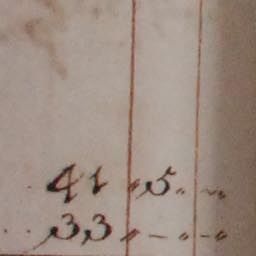 41 " 5 " - "
33 " - " - "